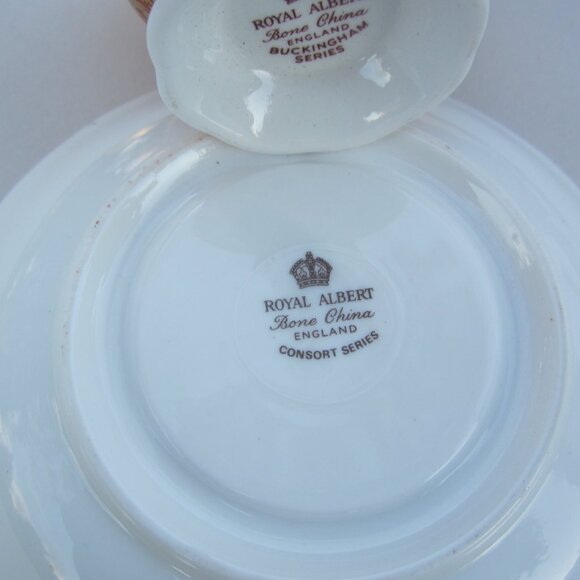 ROYAL ALBERT
Bone China
ENGLAND
BUCKINGHAM
SERIES
ROYAL ALBERT
Bone China
ENGLAND
CONSORT SERIES